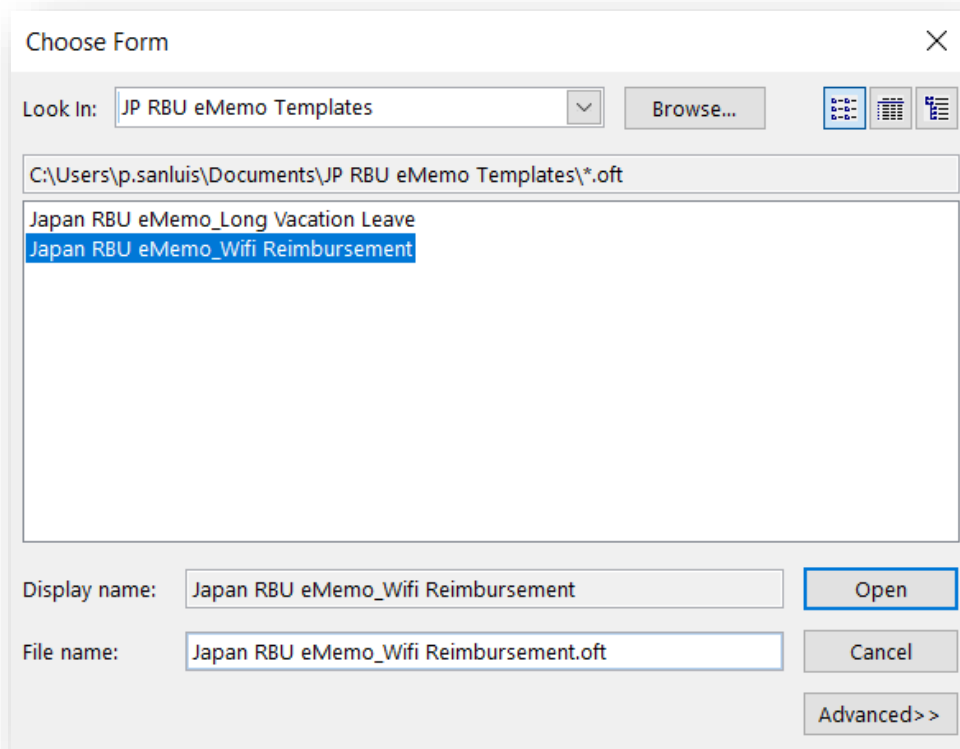 Choose Form
Look In: JP RBU eMemo Templates Browse...
C:\Users\p.sanluis\Documents\JP RBU eMemo Templates\*.oft
Japan RBU eMemo_Long Vacation Leave
Japan RBU eMemo_Wifi Reimbursement
Display name: Japan RBU eMemo_Wifi Reimbursement Open
File name: Japan RBU eMemo_Wifi Reimbursement.oft Cancel
Advanced>>